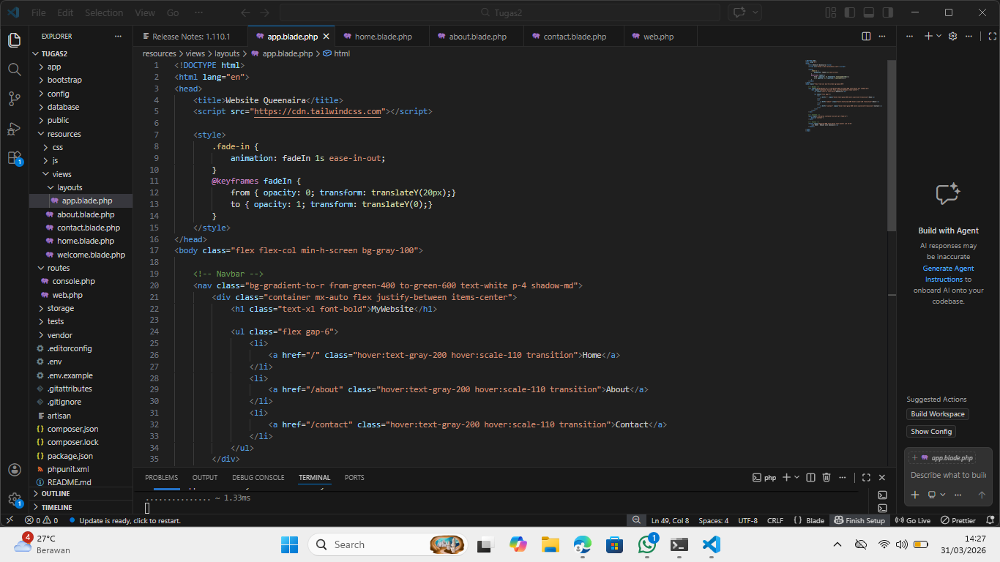 File Edit Selection View Go ···
Tugas2
EXPLORER ···
TUGAS2
app
bootstrap
config
database
public
resources
css
js
views
layouts
app.blade.php
about.blade.php
contact.blade.php
home.blade.php
welcome.blade.php
routes
console.php
web.php
storage
tests
vendor
.editorconfig
.env
.env.example
.gitattributes
.gitignore
artisan
composer.json
composer.lock
package.json
phpunit.xml
README.md
OUTLINE
TIMELINE
1
1
Release Notes: 1.110.1 app.blade.php home.blade.php about.blade.php contact.blade.php web.php
resources > views > layouts > app.blade.php > html
1 <!DOCTYPE html>
2 <html lang="en">
3 <head>
4 <title>Website Queenaira</title>
5 <script src="https://cdn.tailwindcss.com"></script>
6
7 <style>
8 .fade-in {
9 animation: fadeIn 1s ease-in-out;
10 }
11 @keyframes fadeIn {
12 from { opacity: 0; transform: translateY(20px);}
13 to { opacity: 1; transform: translateY(0);}
14 }
15 </style>
16 </head>
17 <body class="flex flex-col min-h-screen bg-gray-100">
18
19 <!-- Navbar -->
20 <nav class="bg-gradient-to-r from-green-400 to-green-600 text-white p-4 shadow-md">
21 <div class="container mx-auto flex justify-between items-center">
22 <h1 class="text-xl font-bold">MyWebsite</h1>
23
24 <ul class="flex gap-6">
25 <li>
26 <a href="/" class="hover:text-gray-200 hover:scale-110 transition">Home</a>
27 </li>
28 <li>
29 <a href="/about" class="hover:text-gray-200 hover:scale-110 transition">About</a>
30 </li>
31 <li>
32 <a href="/contact" class="hover:text-gray-200 hover:scale-110 transition">Contact</a>
33 </li>
34 </ul>
35 </div>
PROBLEMS OUTPUT DEBUG CONSOLE TERMINAL PORTS
php
............... ~ 1.33ms
Build with Agent
AI responses may
be inaccurate
Generate Agent
Instructions to
onboard AI onto your
codebase.
Suggested Actions
Build Workspace
Show Config
app.blade.php
Describe what to buil
0 0 Update is ready, click to restart.
Ln 49, Col 8 Spaces: 4 UTF-8 CRLF { } Blade Finish Setup Go Live Prettier
4
27°C
Berawan
Search
1
14:27
31/03/2026